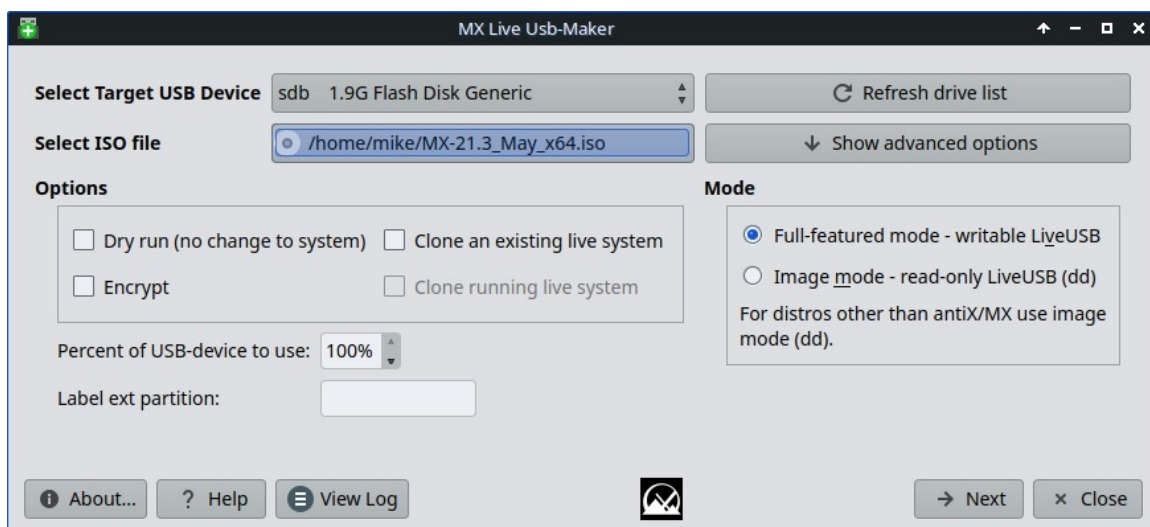 MX Live Usb-Maker
Select Target USB Device
sdb 1.9G Flash Disk Generic
Refresh drive list
Select ISO file
/home/mike/MX-21.3_May_x64.iso
Show advanced options
Options
Dry run (no change to system)
Clone an existing live system
Encrypt
Clone running live system
Percent of USB-device to use:
100%
Label ext partition:
Mode
Full-featured mode - writable LiveUSB
Image mode - read-only LiveUSB (dd)
For distros other than antiX/MX use image
mode (dd).
About...
? Help
View Log
Next
Close